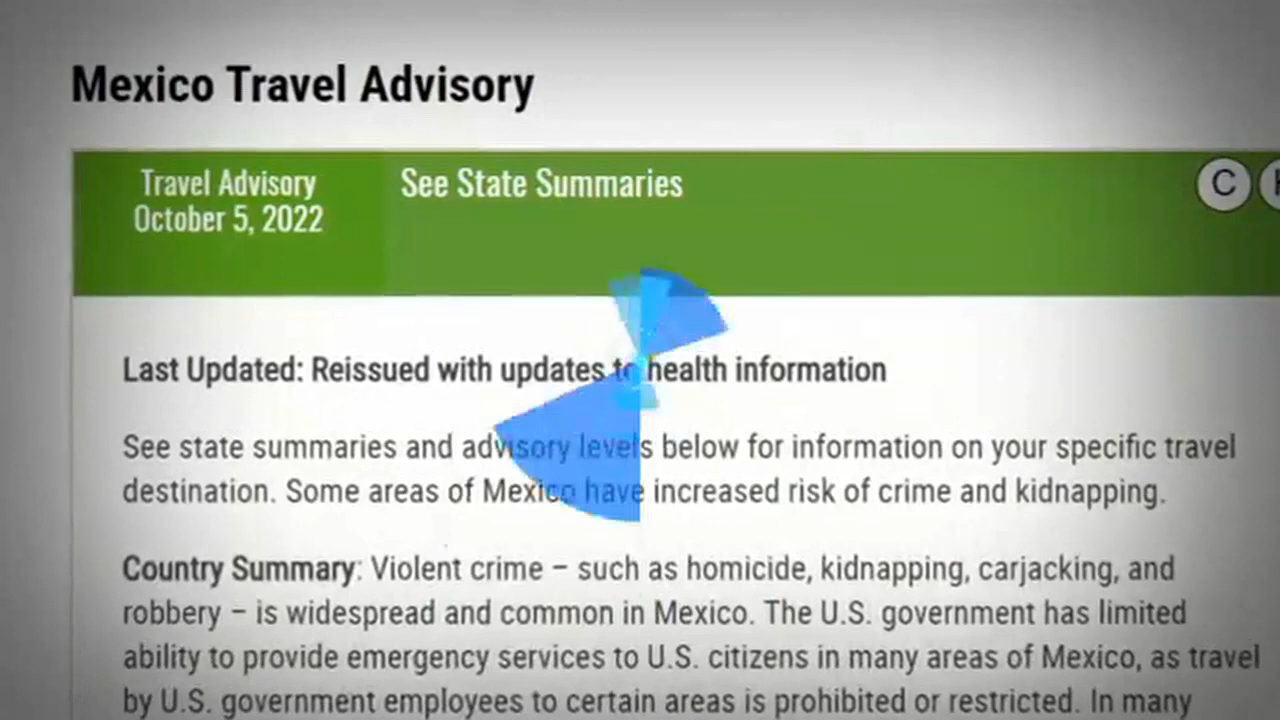 Mexico Travel Advisory
Travel Advisory
October 5, 2022
See State Summaries
C
Last Updated: Reissued with updates to health information
See state summaries and advisory levels below for information on your specific travel
destination. Some areas of Mexico have increased risk of crime and kidnapping.
Country Summary: Violent crime – such as homicide, kidnapping, carjacking, and
robbery – is widespread and common in Mexico. The U.S. government has limited
ability to provide emergency services to U.S. citizens in many areas of Mexico, as travel
by U.S. government employees to certain areas is prohibited or restricted. In many